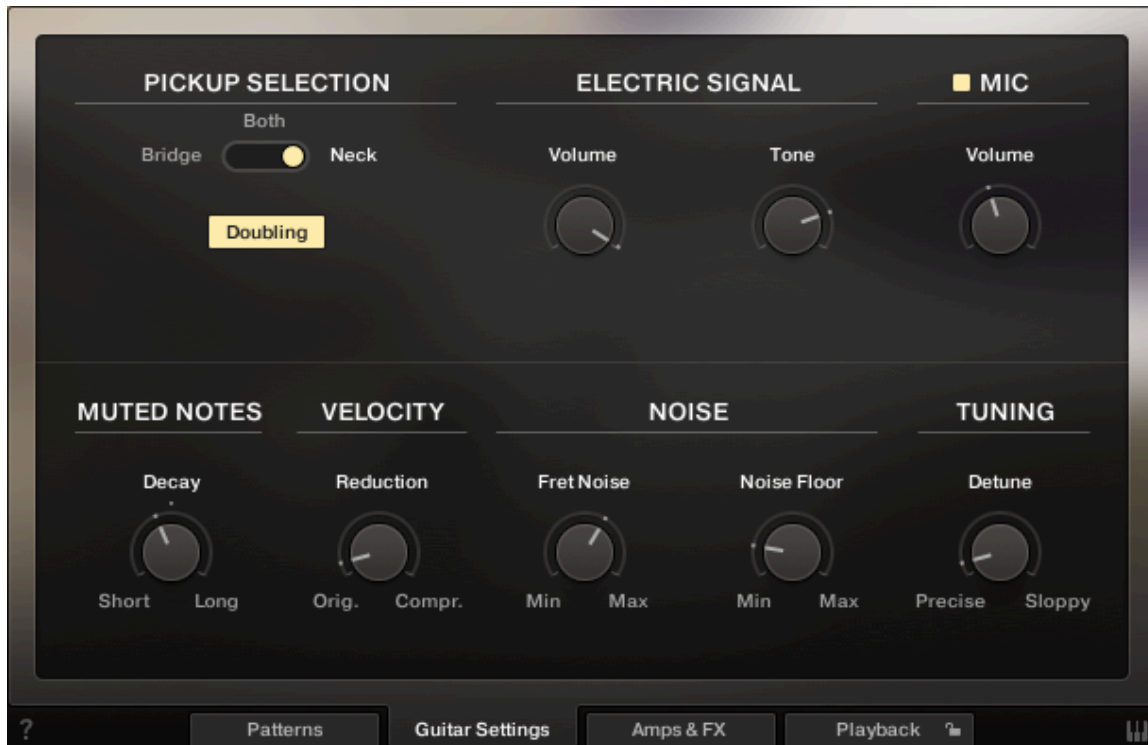 PICKUP SELECTION
ELECTRIC SIGNAL
MIC
Both
Bridge
Neck
Volume
Tone
Volume
Doubling
MUTED NOTES
VELOCITY
NOISE
TUNING
Decay
Reduction
Fret Noise
Noise Floor
Detune
Short
Long
Orig.
Compr.
Min
Max
Min
Max
Precise
Sloppy
?
Patterns
Guitar Settings
Amps & FX
Playback